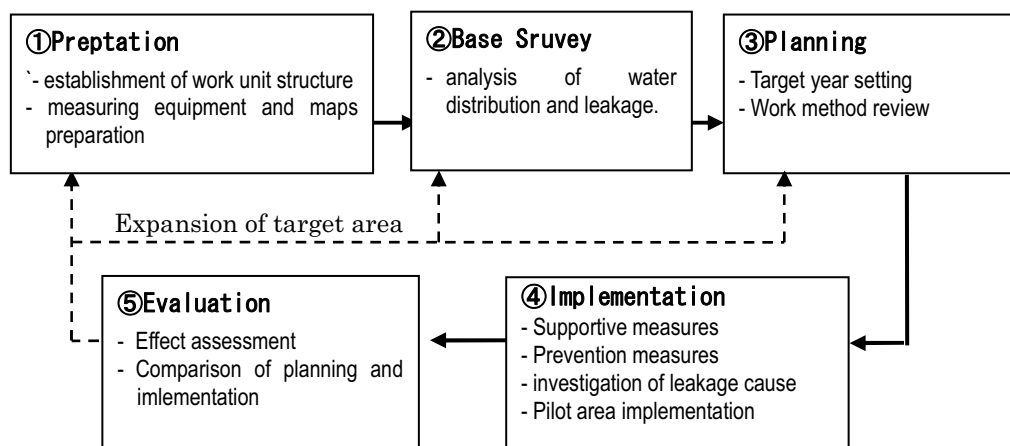 ①Preptation
`- establishment of work unit structure
- measuring equipment and maps
preparation
②Base Sruvey
- analysis of water
distribution and leakage.
③Planning
- Target year setting
- Work method review
Expansion of target area
④Implementation
- Supportive measures
- Prevention measures
- investigation of leakage cause
- Pilot area implementation
⑤Evaluation
- Effect assessment
- Comparison of planning and
imlementation